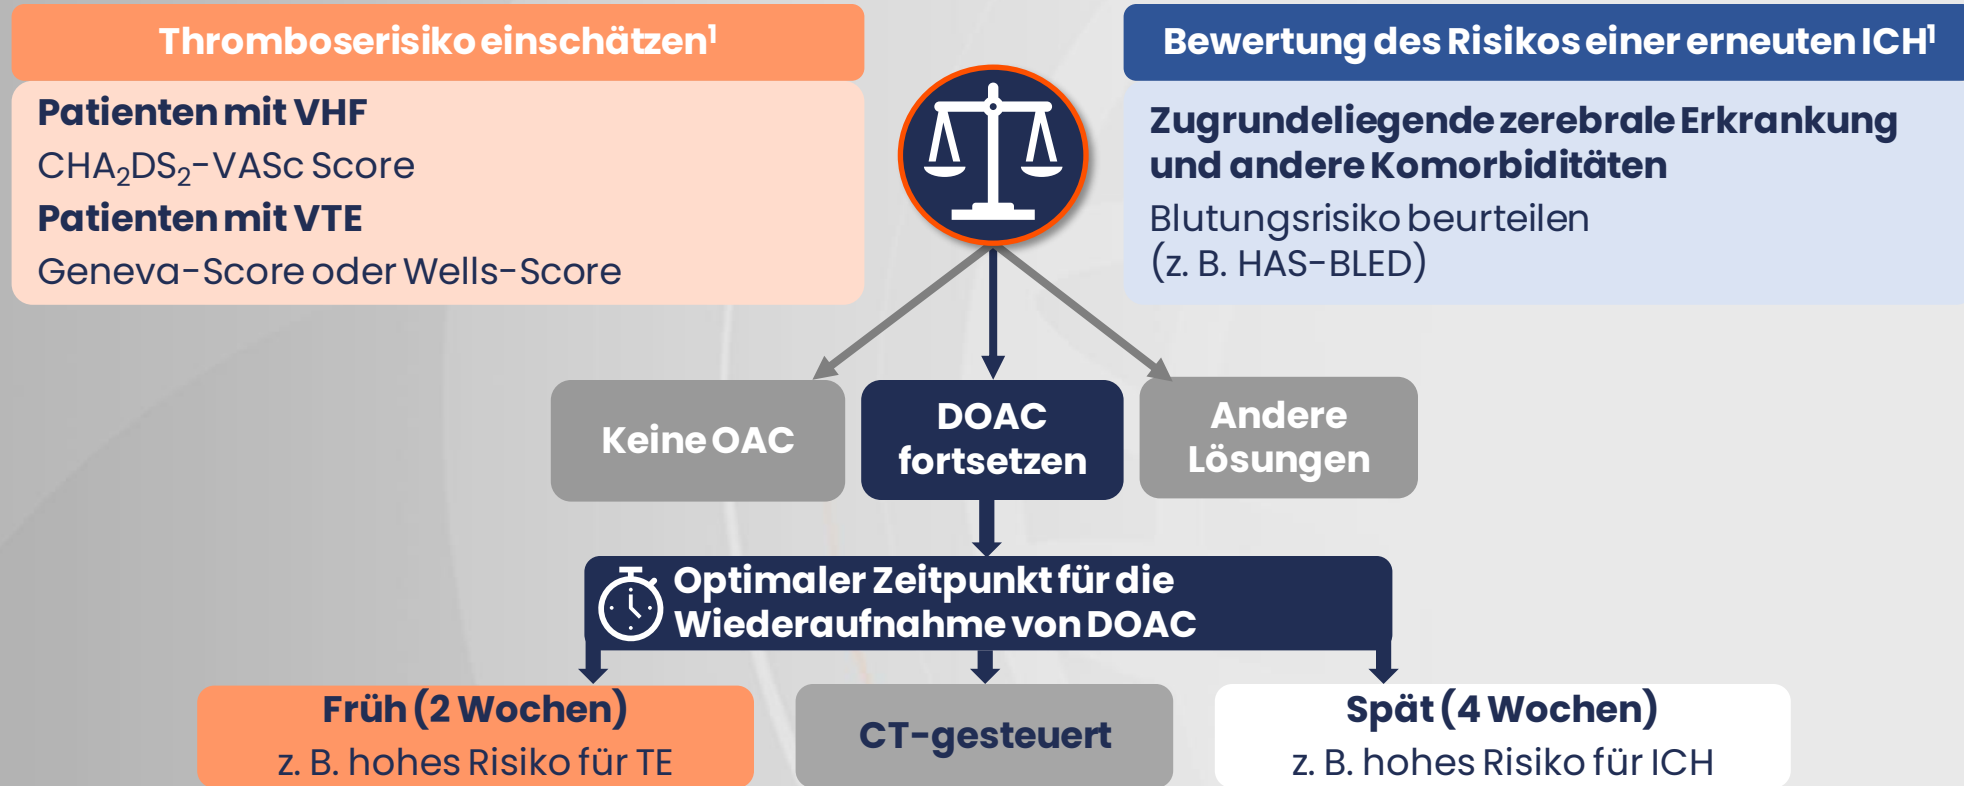 Thromboserisiko einschätzen¹
Patienten mit VHF
CHA₂DS₂-VASc Score
Patienten mit VTE
Geneva-Score oder Wells-Score
Bewertung des Risikos einer erneuten ICH¹
Zugrundeliegende zerebrale Erkrankung
und andere Komorbiditäten
Blutungsrisiko beurteilen
(z. B. HAS-BLED)
Keine OAC
DOAC
fortsetzen
Andere
Lösungen
Optimaler Zeitpunkt für die
Wiederaufnahme von DOAC
Früh (2 Wochen)
z. B. hohes Risiko für TE
CT-gesteuert
Spät (4 Wochen)
z. B. hohes Risiko für ICH